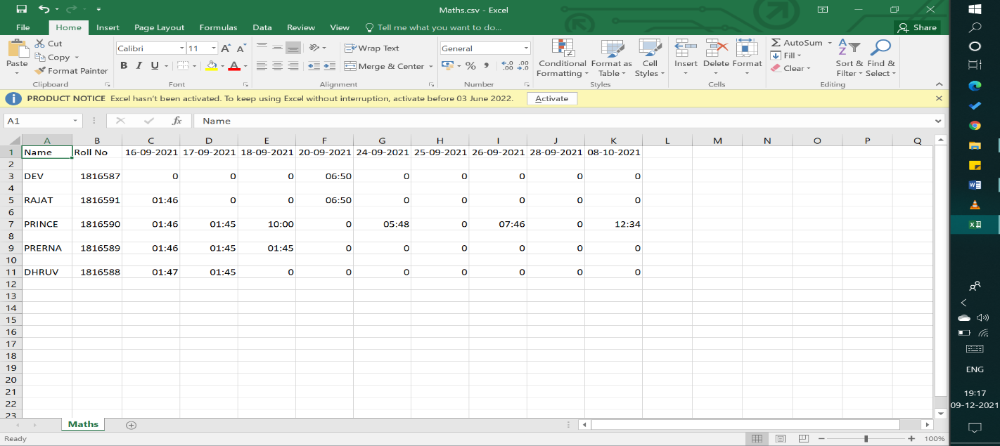 Maths.csv - Excel
File Home Insert Page Layout Formulas Data Review View Tell me what you want to do... Share
Cut
Copy
Format Painter
Paste
Clipboard
Calibri 11
B I U
Font
Wrap Text
Merge & Center
Alignment
General
Number
Conditional Formatting
Format as Table
Cell Styles
Styles
Insert Delete Format
Cells
AutoSum
Fill
Clear
Sort & Filter
Find & Select
Editing
PRODUCT NOTICE Excel hasn't been activated. To keep using Excel without interruption, activate before 03 June 2022. Activate
A1 fx Name
A B C D E F G H I J K L M N O P Q
1 Name Roll No 16-09-2021 17-09-2021 18-09-2021 20-09-2021 24-09-2021 25-09-2021 26-09-2021 28-09-2021 08-10-2021
2
3 DEV 1816587 0 0 0 06:50 0 0 0 0 0
4
5 RAJAT 1816591 01:46 0 0 06:50 0 0 0 0 0
6
7 PRINCE 1816590 01:46 01:45 10:00 0 05:48 0 07:46 0 12:34
8
9 PRERNA 1816589 01:46 01:45 01:45 0 0 0 0 0 0
10
11 DHRUV 1816588 01:47 01:45 0 0 0 0 0 0 0
12
13
14
15
16
17
18
19
20
21
22
23
Maths
Ready 100%
ENG
19:17
09-12-2021